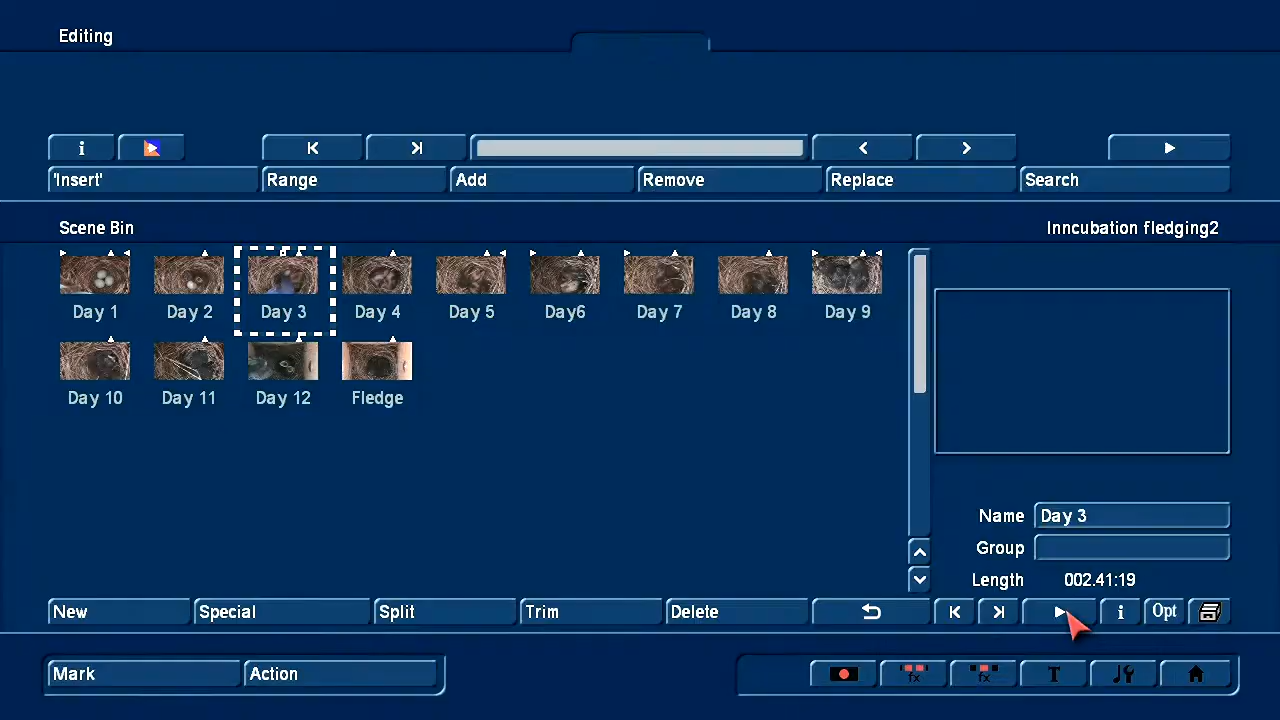 Editing
i
'Insert' Range Add Remove Replace Search
Scene Bin Inncubation fledging2
Day 1 Day 2 Day 3 Day 4 Day 5 Day6 Day 7 Day 8 Day 9
Day 10 Day 11 Day 12 Fledge
Name Day 3
Group
Length 002.41:19
New Special Split Trim Delete i Opt
Mark Action fx fx T